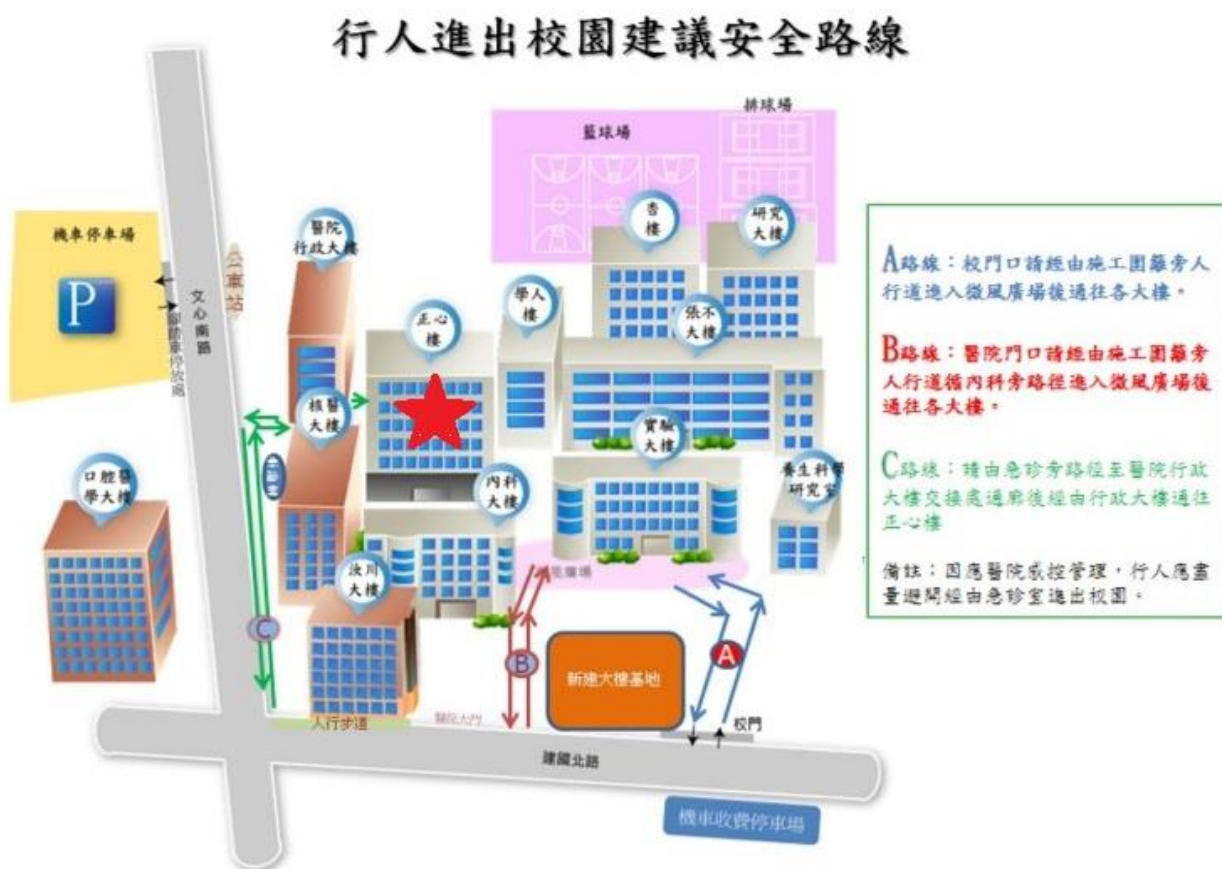 行人進出校園建議安全路線
排球場
籃球場
杏樓
研究大樓
醫院
行政大樓
機車停車場
P
公車站
文心南路
學人樓
正心樓
張不大樓
核醫大樓
實驗大樓
內科大樓
養生科學
研究室
口腔醫
學大樓
汝川大樓
C
B
A
新建大樓基地
人行步道
醫院大門
校門
建國北路
機車收費停車場
A路線：校門口請經由施工圍籬旁人
行道進入微風廣場後通往各大樓。
B路線：醫院門口請經由施工圍籬旁
人行道循內科旁路徑進入微風廣場後
通往各大樓。
C路線：請由急診旁路徑至醫院行政
大樓交接處通廊後經由行政大樓通往
正心樓
備註：因應醫院感控管理，行人應盡
量避開經由急診室進出校園。